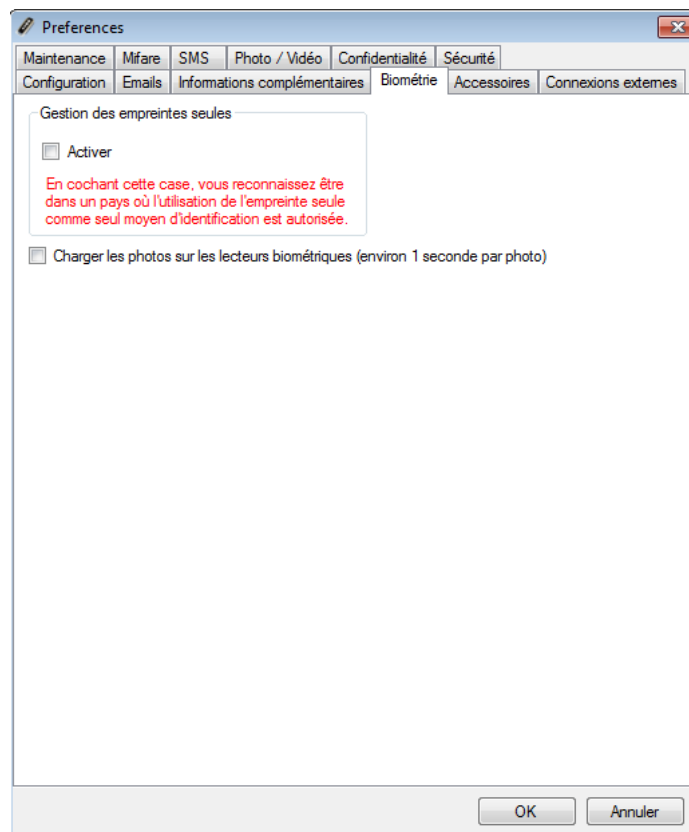 Preferences
Maintenance Mifare SMS Photo / Vidéo Confidentialité Sécurité
Configuration Emails Informations complémentaires Biométrie Accessoires Connexions externes
Gestion des empreintes seules
Activer
En cochant cette case, vous reconnaissez être
dans un pays où l'utilisation de l'empreinte seule
comme seul moyen d'identification est autorisée.
Charger les photos sur les lecteurs biométriques (environ 1 seconde par photo)
OK Annuler